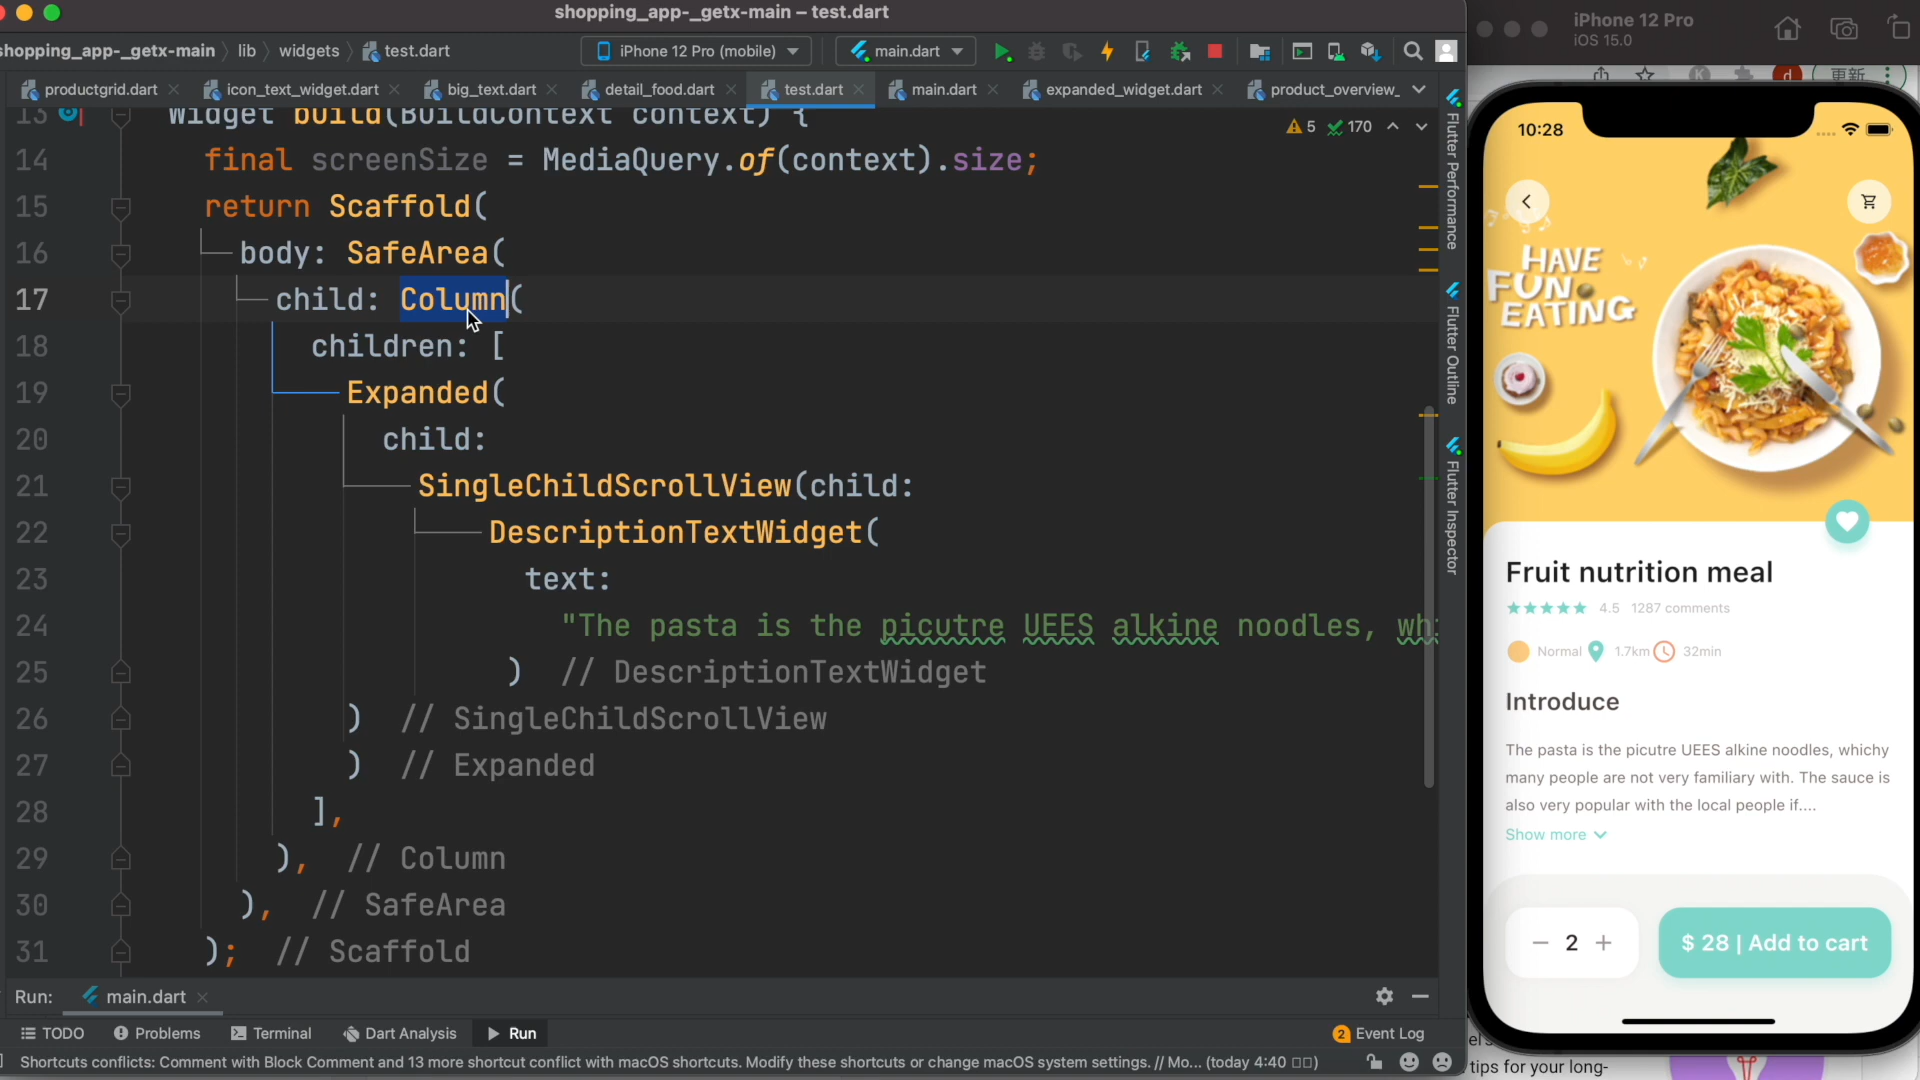 shopping_app-_getx-main – test.dart
shopping_app-_getx-main lib widgets test.dart
iPhone 12 Pro (mobile) main.dart
productgrid.dart icon_text_widget.dart big_text.dart detail_food.dart test.dart main.dart expanded_widget.dart product_overview_
13 Widget build(BuildContext context) {
5 170
14 final screenSize = MediaQuery.of(context).size;
15 return Scaffold(
16 body: SafeArea(
17 child: Column(
18 children: [
19 Expanded(
20 child:
21 SingleChildScrollView(child:
22 DescriptionTextWidget(
23 text:
24 "The pasta is the picutre UEES alkine noodles, whi
25 ) // DescriptionTextWidget
26 ) // SingleChildScrollView
27 ) // Expanded
28 ],
29 ), // Column
30 ), // SafeArea
31 ); // Scaffold
Run: main.dart
TODO Problems Terminal Dart Analysis Run
2 Event Log
Shortcuts conflicts: Comment with Block Comment and 13 more shortcut conflict with macOS shortcuts. Modify these shortcuts or change macOS system settings. // Mo... (today 4:40 )
Flutter Performance
Flutter Outline
Flutter Inspector
iPhone 12 Pro
iOS 15.0
K d 更新
10:28
HAVE
FUN
EATING
Fruit nutrition meal
4.5 1287 comments
Normal 1.7km 32min
Introduce
The pasta is the picutre UEES alkine noodles, whichy
many people are not very familiary with. The sauce is
also very popular with the local people if....
Show more
2
$ 28 | Add to cart
tips for your long-